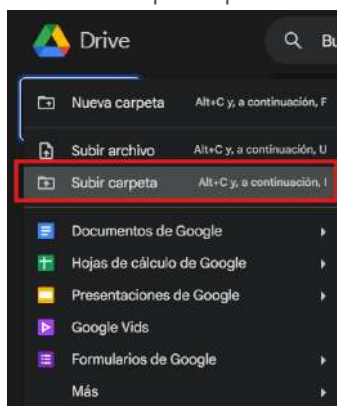 Drive
Bu
Nueva carpeta Alt+C y, a continuación, F
Subir archivo Alt+C y, a continuación, U
Subir carpeta Alt+C y, a continuación, I
Documentos de Google
Hojas de cálculo de Google
Presentaciones de Google
Google Vids
Formularios de Google
Más